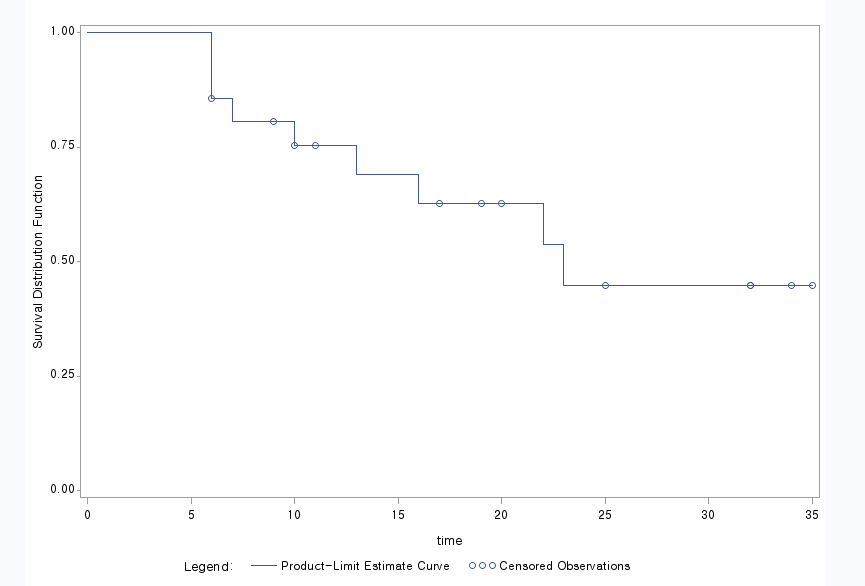 1.00
0.75
0.50
0.25
0.00
Survival Distribution Function
0 5 10 15 20 25 30 35
time
Legend: Product-Limit Estimate Curve Censored Observations